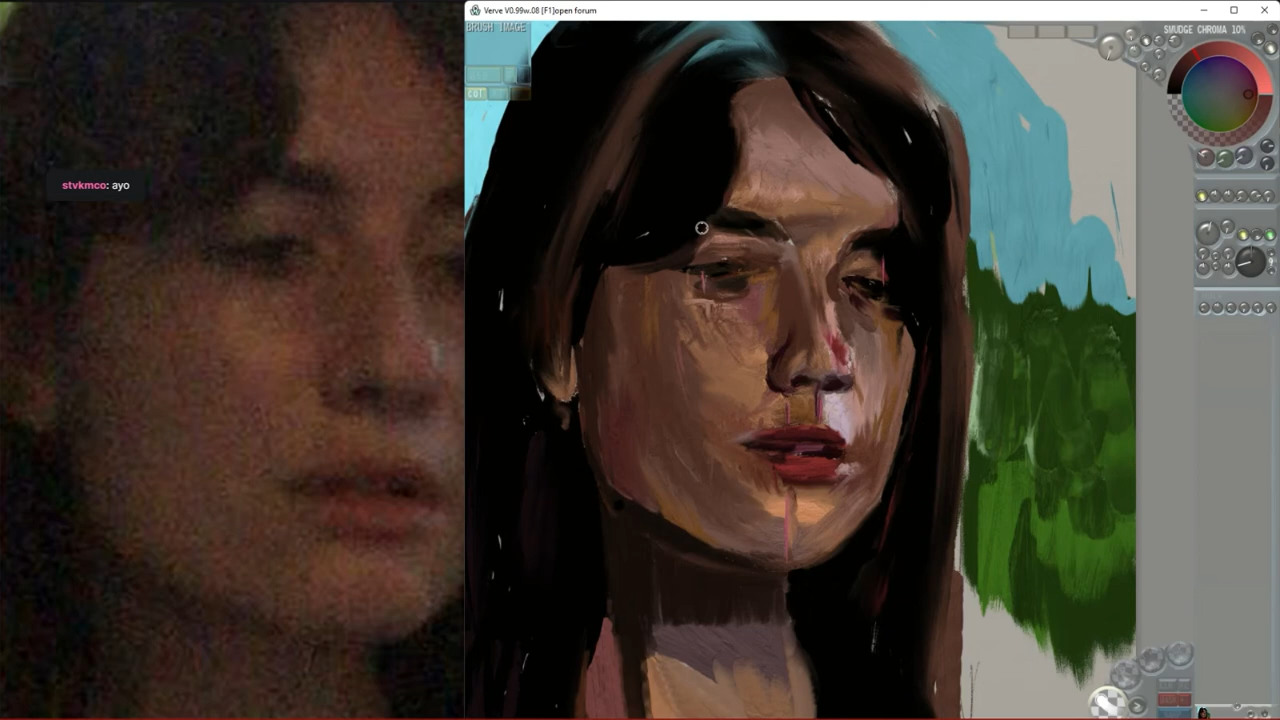 Verve V0.99w.08 [F1]open forum
BRUSH IMAGE
SMUDGE CHROMA 10%
stvkmco: ayo